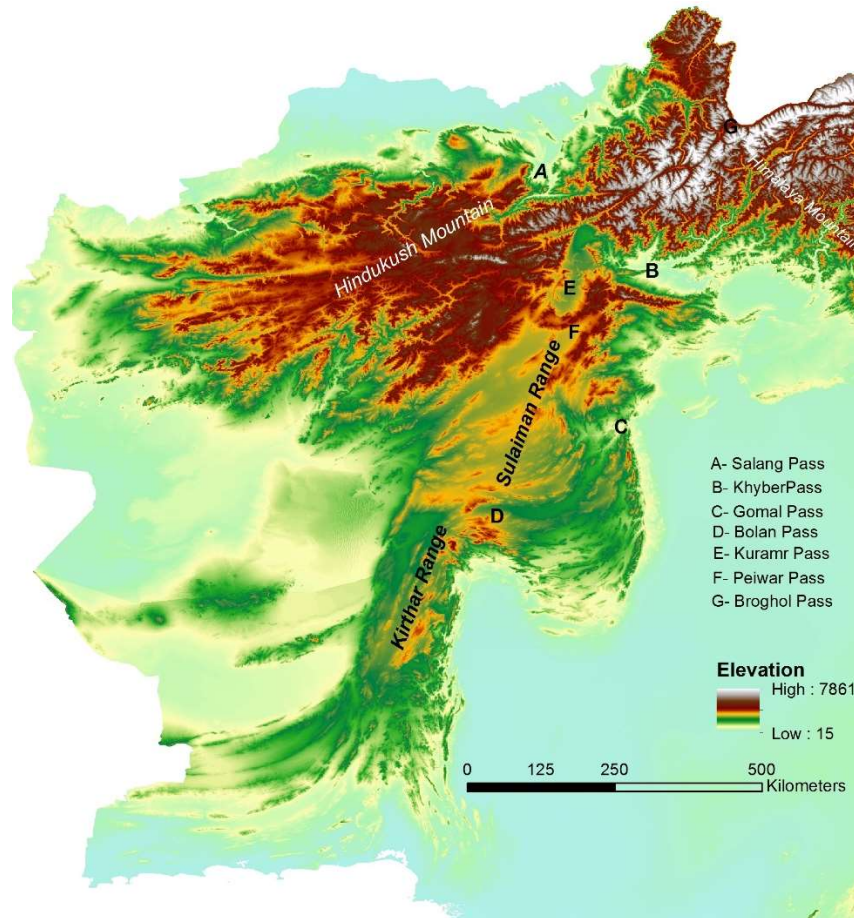 G
A
Himalaya Mountain
Hindukush Mountain
B
E
F
Sulaiman Range
C
D
Kirthar Range
A- Salang Pass
B- KhyberPass
C- Gomal Pass
D- Bolan Pass
E- Kuramr Pass
F- Peiwar Pass
G- Broghol Pass
Elevation
High : 7861
Low : 15
0 125 250 500
Kilometers